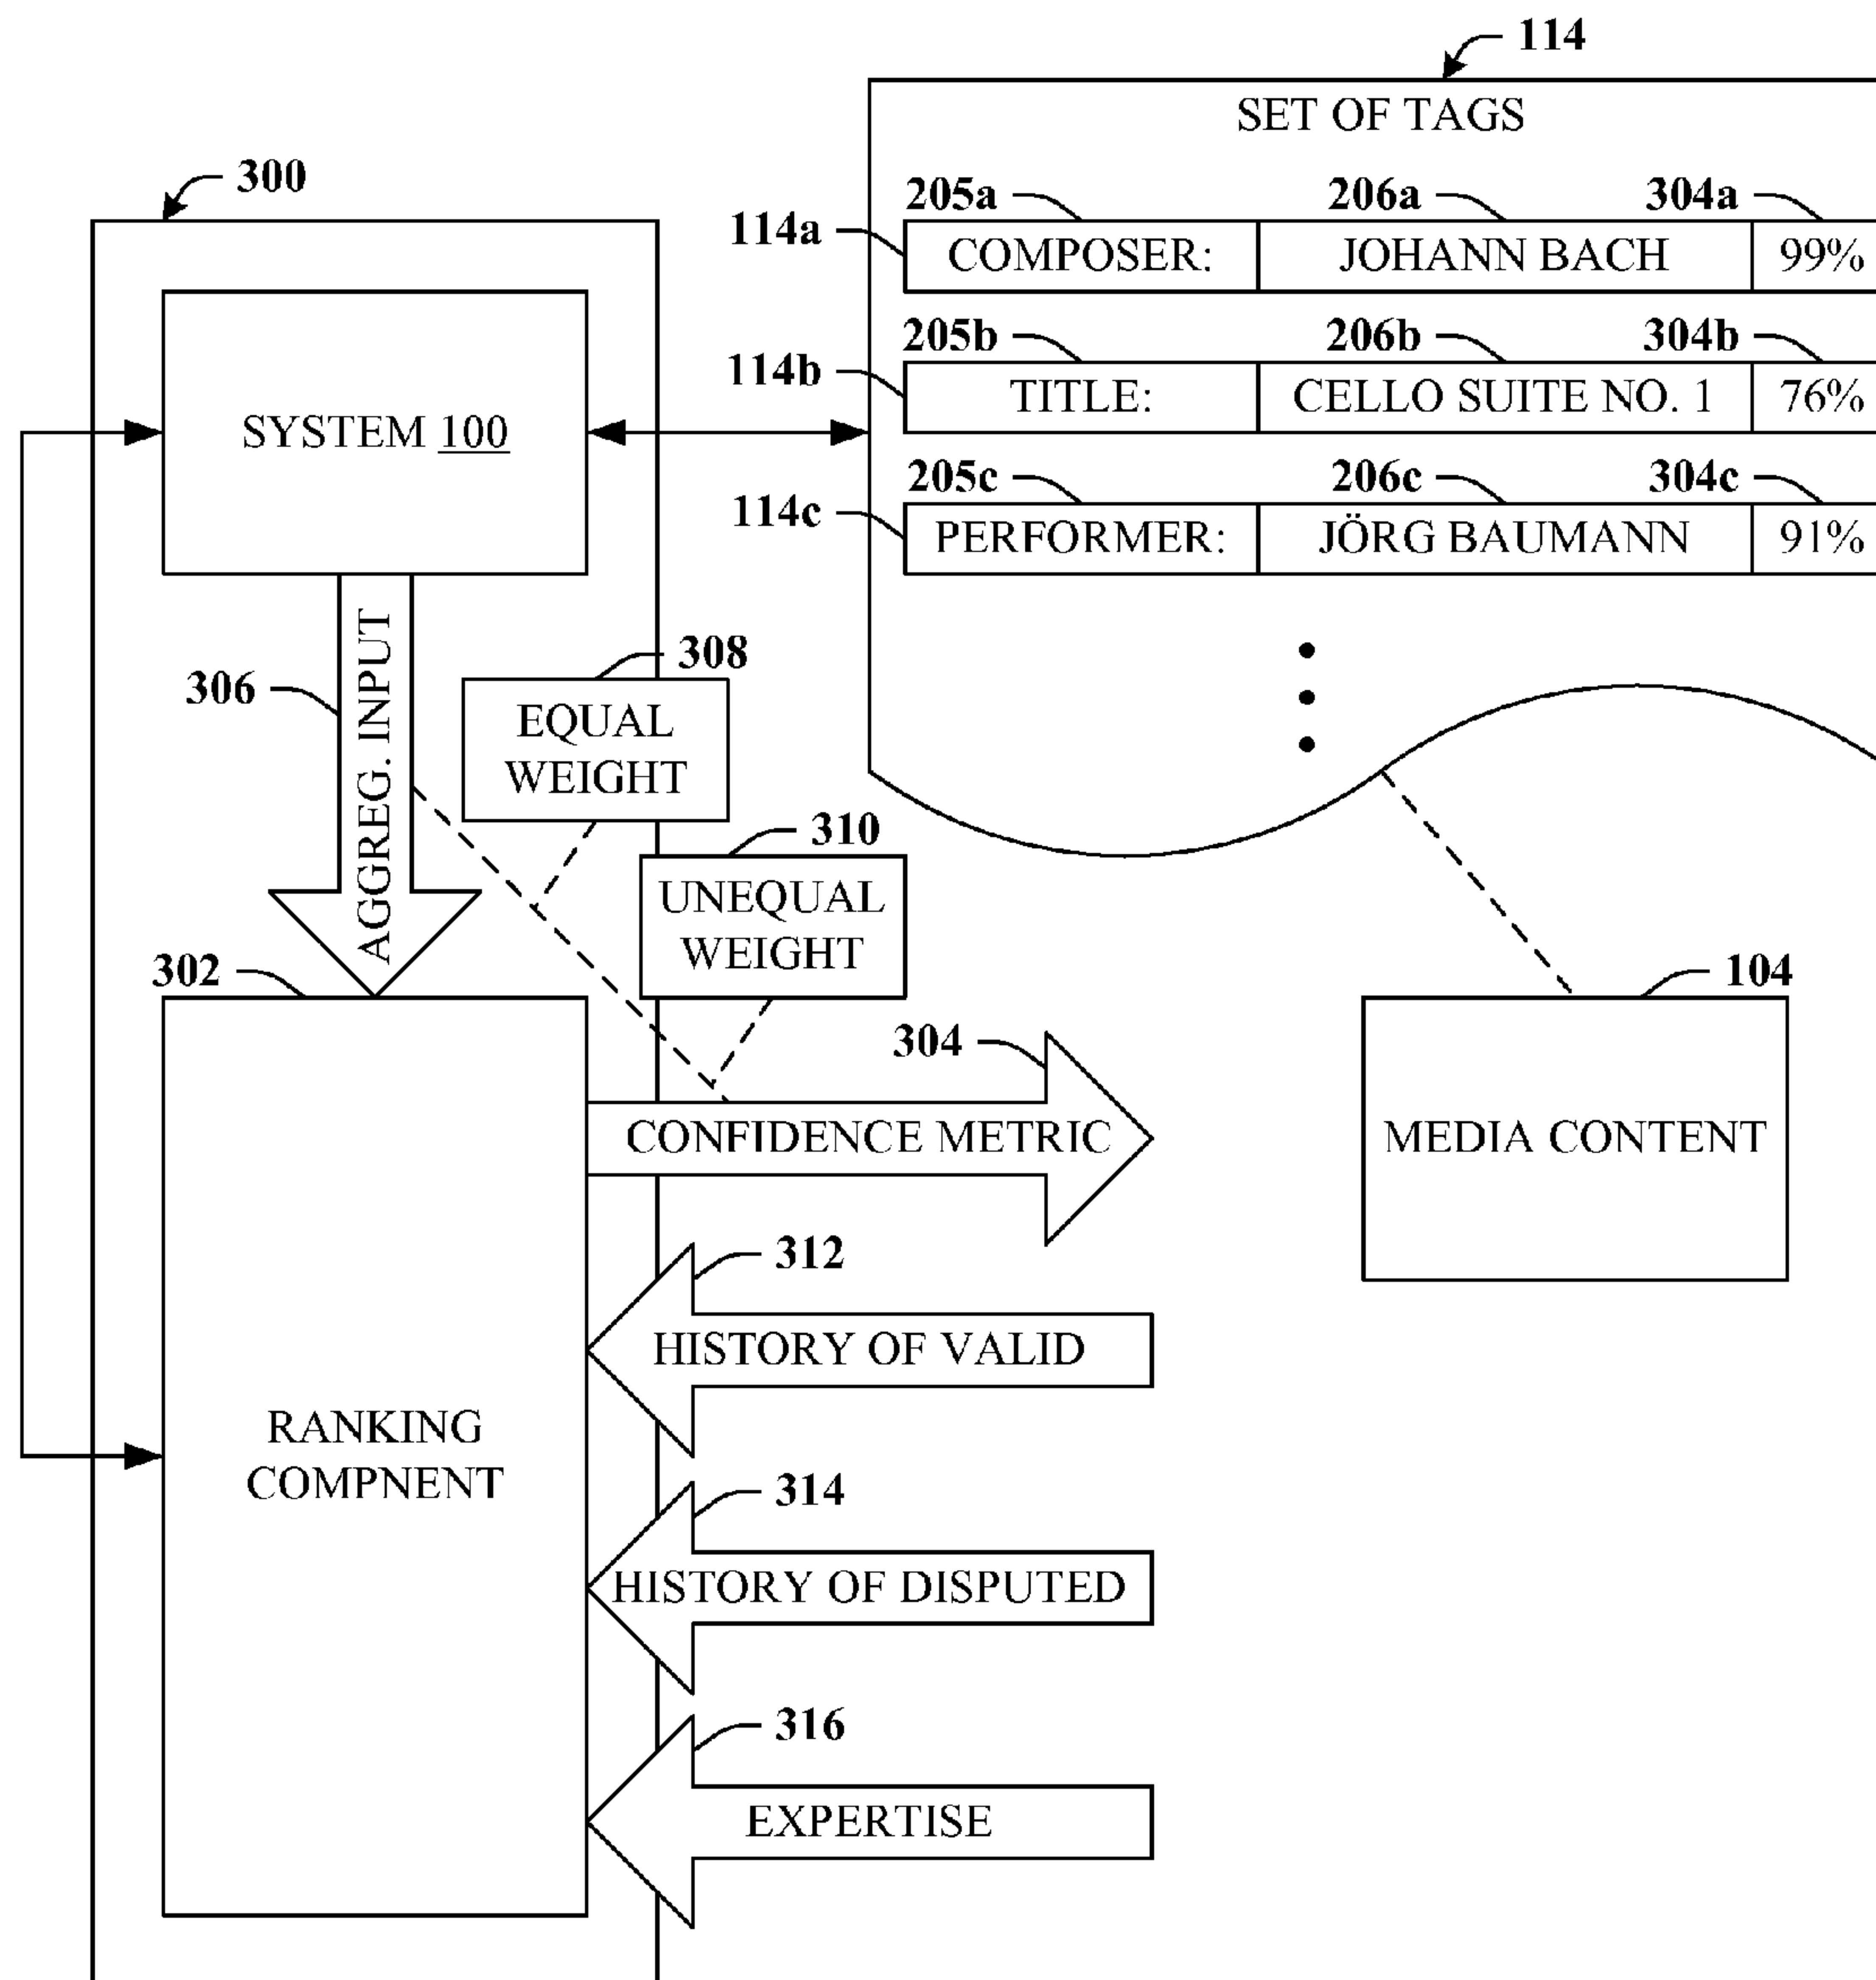 114
SET OF TAGS
300
205a
206a
304a
114a
COMPOSER:
JOHANN BACH
99%
205b
206b
304b
114b
TITLE:
CELLO SUITE NO. 1
76%
SYSTEM 100
205c
206c
304c
114c
PERFORMER:
JÖRG BAUMANN
91%
306
AGGREG. INPUT
308
EQUAL
WEIGHT
310
UNEQUAL
WEIGHT
302
304
104
CONFIDENCE METRIC
MEDIA CONTENT
312
HISTORY OF VALID
RANKING
COMPNENT
314
HISTORY OF DISPUTED
316
EXPERTISE